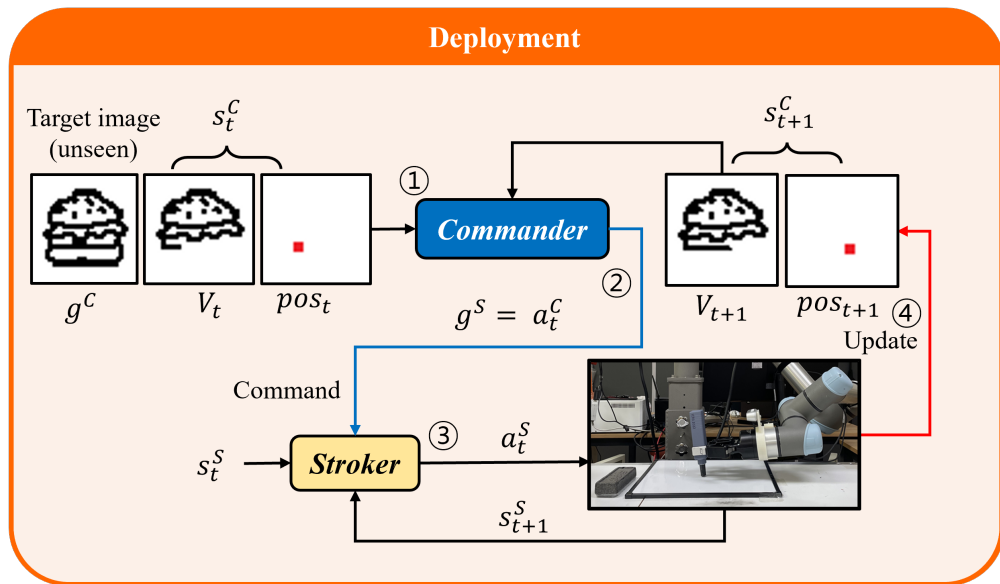 Deployment
Target image
(unseen)
s_t^C
s_{t+1}^C
①
Commander
g^C
V_t
pos_t
②
V_{t+1}
pos_{t+1}
④
Update
g^S = a_t^C
Command
③
s_t^S
Stroker
a_t^S
s_{t+1}^S